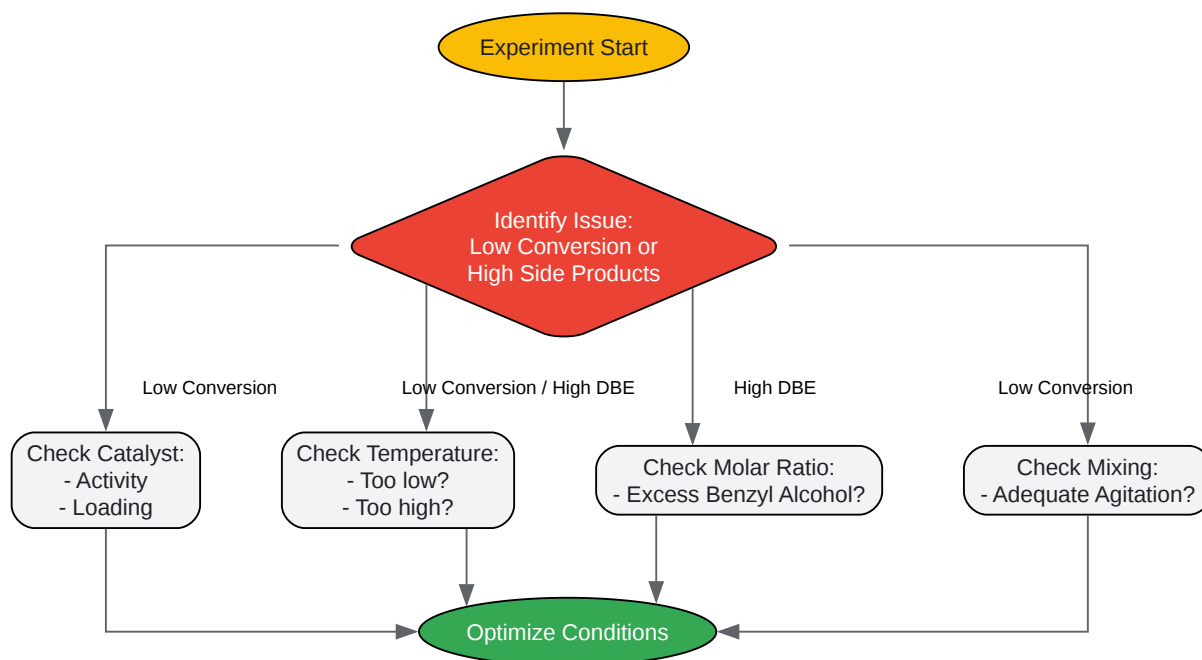 Experiment Start
Identify Issue:
Low Conversion or
High Side Products
Low Conversion
Low Conversion / High DBE
High DBE
Low Conversion
Check Catalyst:
- Activity
- Loading
Check Temperature:
- Too low?
- Too high?
Check Molar Ratio:
- Excess Benzyl Alcohol?
Check Mixing:
- Adequate Agitation?
Optimize Conditions